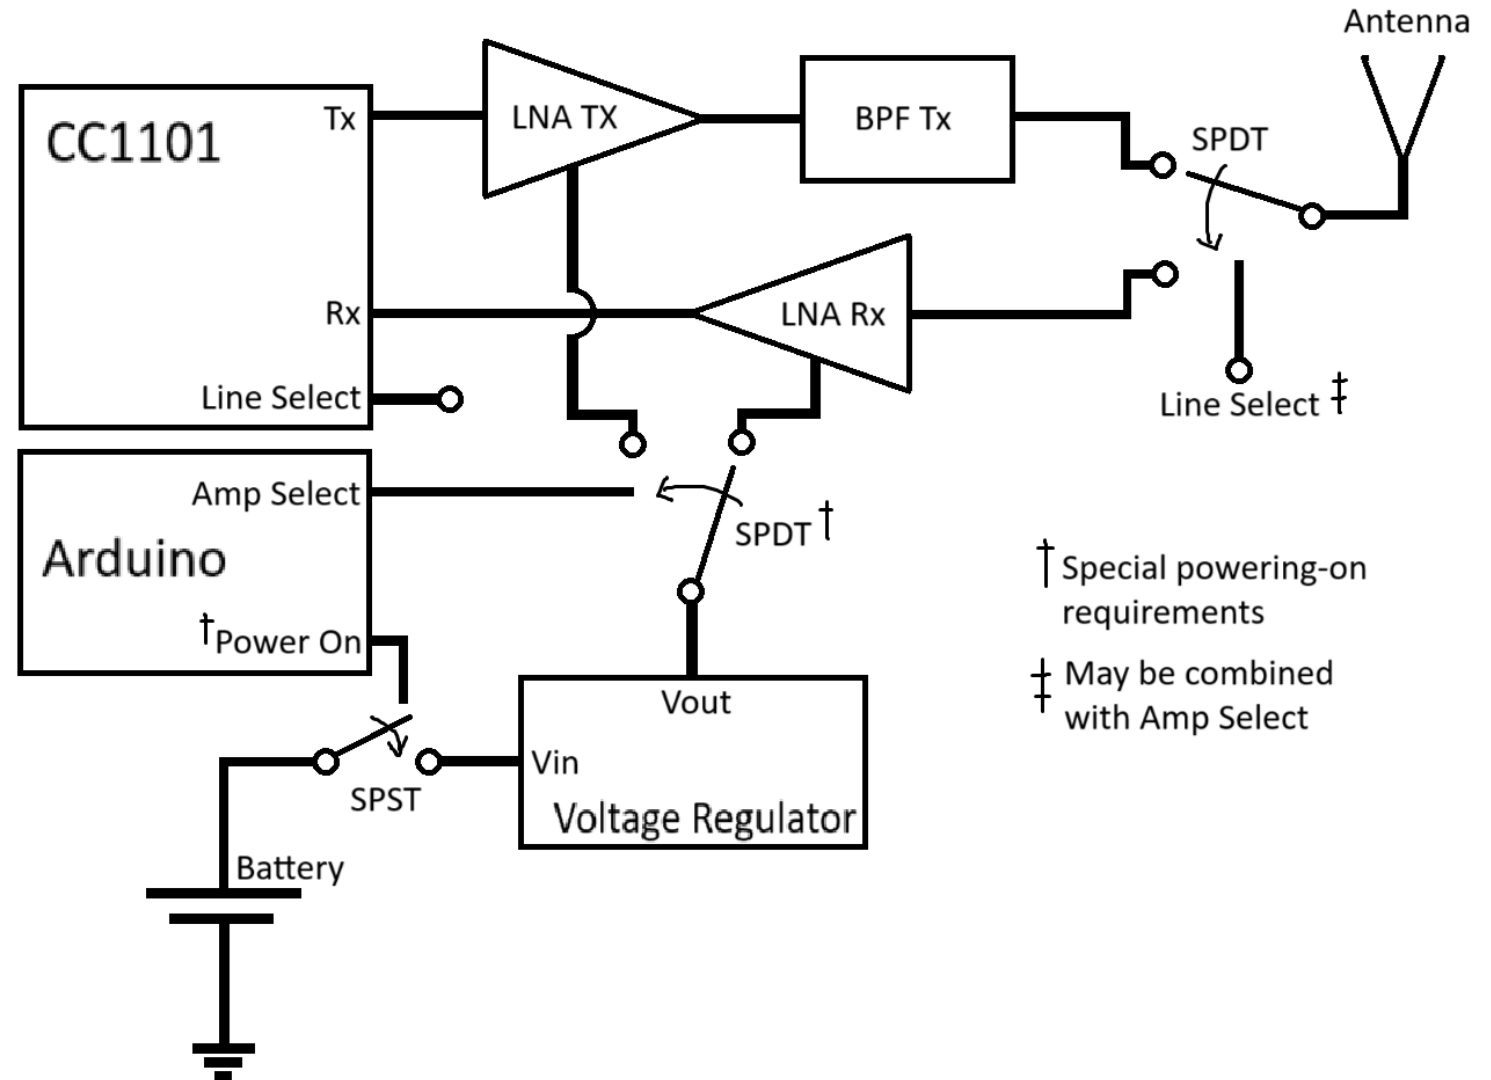 Antenna
CC1101
Tx
LNA TX
BPF Tx
SPDT
Rx
LNA Rx
Line Select
Line Select ‡
Amp Select
SPDT †
Arduino
† Special powering-on
requirements
†Power On
‡ May be combined
with Amp Select
Vout
Vin
SPST
Voltage Regulator
Battery